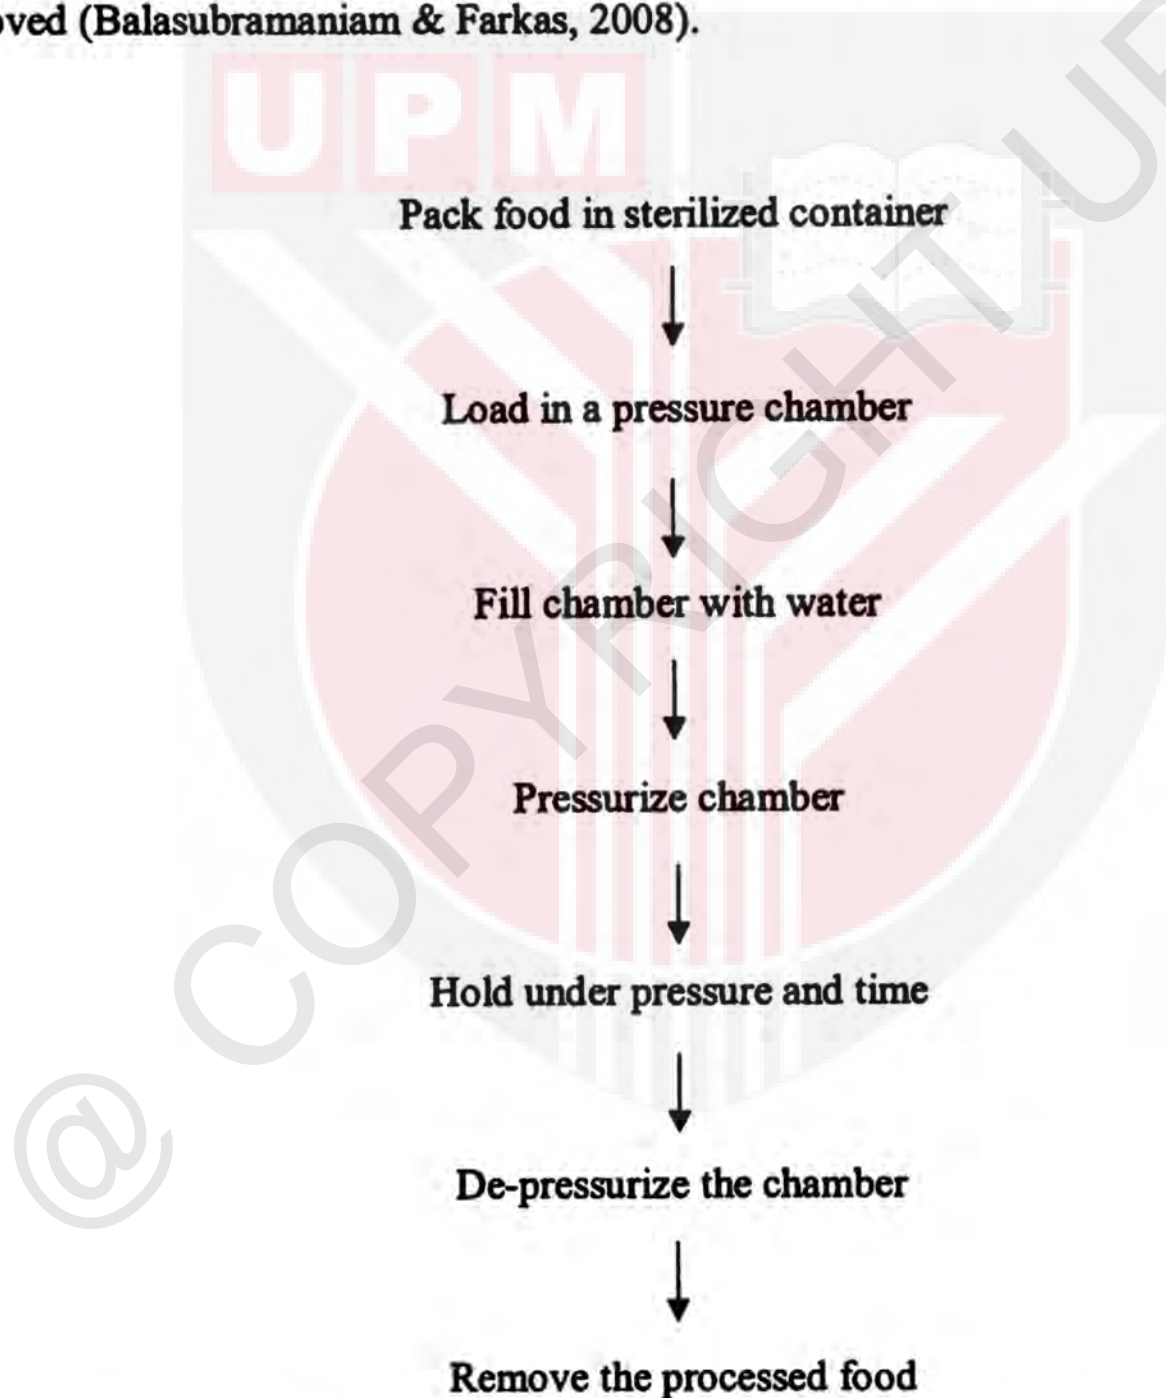 (Balasubramaniam & Farkas, 2008).
UPM
Pack food in sterilized container
Load in a pressure chamber
Fill chamber with water
Pressurize chamber
Hold under pressure and time
De-pressurize the chamber
Remove the processed food
@ COPYRIGHT